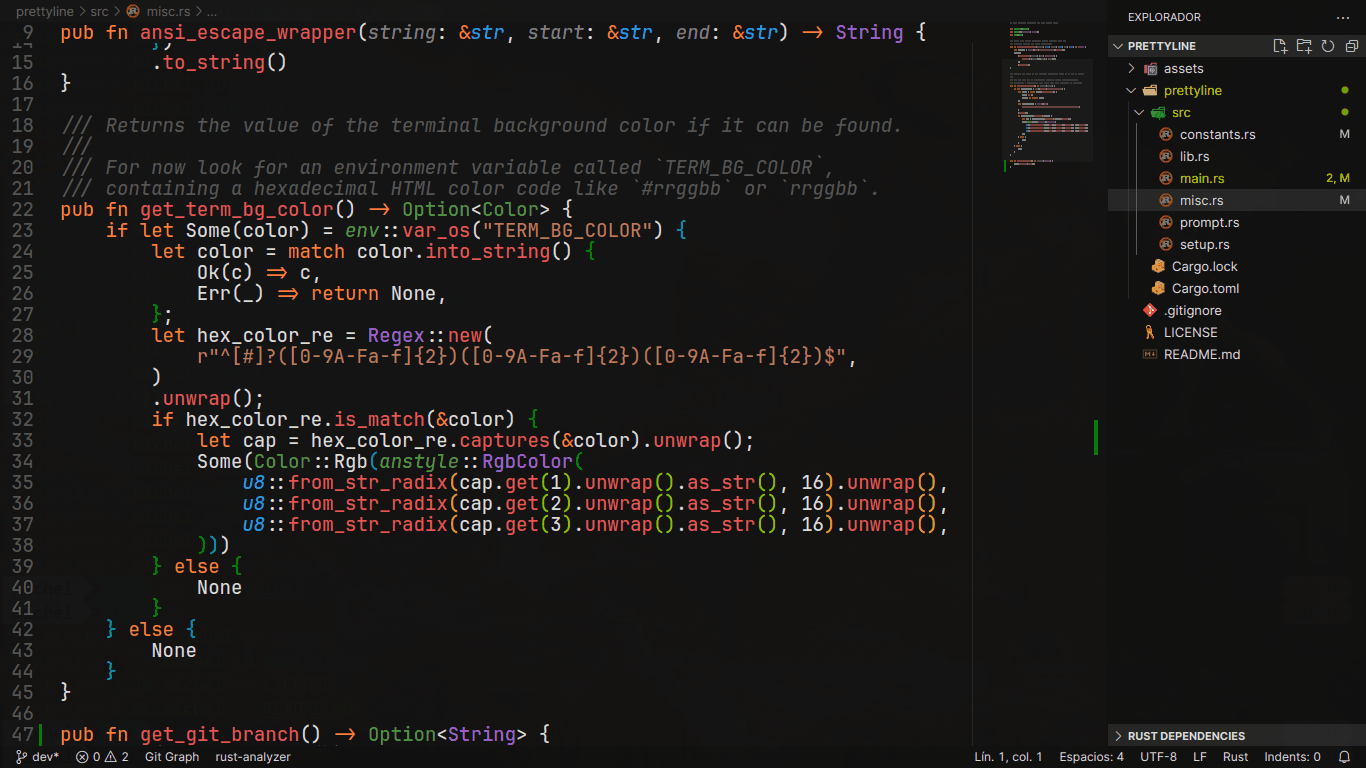 prettyline > src > misc.rs > ...
9 pub fn ansi_escape_wrapper(string: &str, start: &str, end: &str) -> String {
14 }
15 .to_string()
16 }
17
18 /// Returns the value of the terminal background color if it can be found.
19 ///
20 /// For now look for an environment variable called `TERM_BG_COLOR`,
21 /// containing a hexadecimal HTML color code like `#rrggbb` or `rrggbb`.
22 pub fn get_term_bg_color() -> Option<Color> {
23 if let Some(color) = env::var_os("TERM_BG_COLOR") {
24 let color = match color.into_string() {
25 Ok(c) => c,
26 Err(_) => return None,
27 };
28 let hex_color_re = Regex::new(
29 r"^[#]?([0-9A-Fa-f]{2})([0-9A-Fa-f]{2})([0-9A-Fa-f]{2})$",
30 )
31 .unwrap();
32 if hex_color_re.is_match(&color) {
33 let cap = hex_color_re.captures(&color).unwrap();
34 Some(Color::Rgb(anstyle::RgbColor(
35 u8::from_str_radix(cap.get(1).unwrap().as_str(), 16).unwrap(),
36 u8::from_str_radix(cap.get(2).unwrap().as_str(), 16).unwrap(),
37 u8::from_str_radix(cap.get(3).unwrap().as_str(), 16).unwrap(),
38 )))
39 } else {
40 None
41 }
42 } else {
43 None
44 }
45 }
46
47 pub fn get_git_branch() -> Option<String> {
EXPLORADOR ...
PRETTYLINE
assets
prettyline
src
constants.rs M
lib.rs
main.rs 2, M
misc.rs M
prompt.rs
setup.rs
Cargo.lock
Cargo.toml
.gitignore
LICENSE
README.md
RUST DEPENDENCIES
dev* 0 2 Git Graph rust-analyzer Lín. 1, col. 1 Espacios: 4 UTF-8 LF Rust Indents: 0